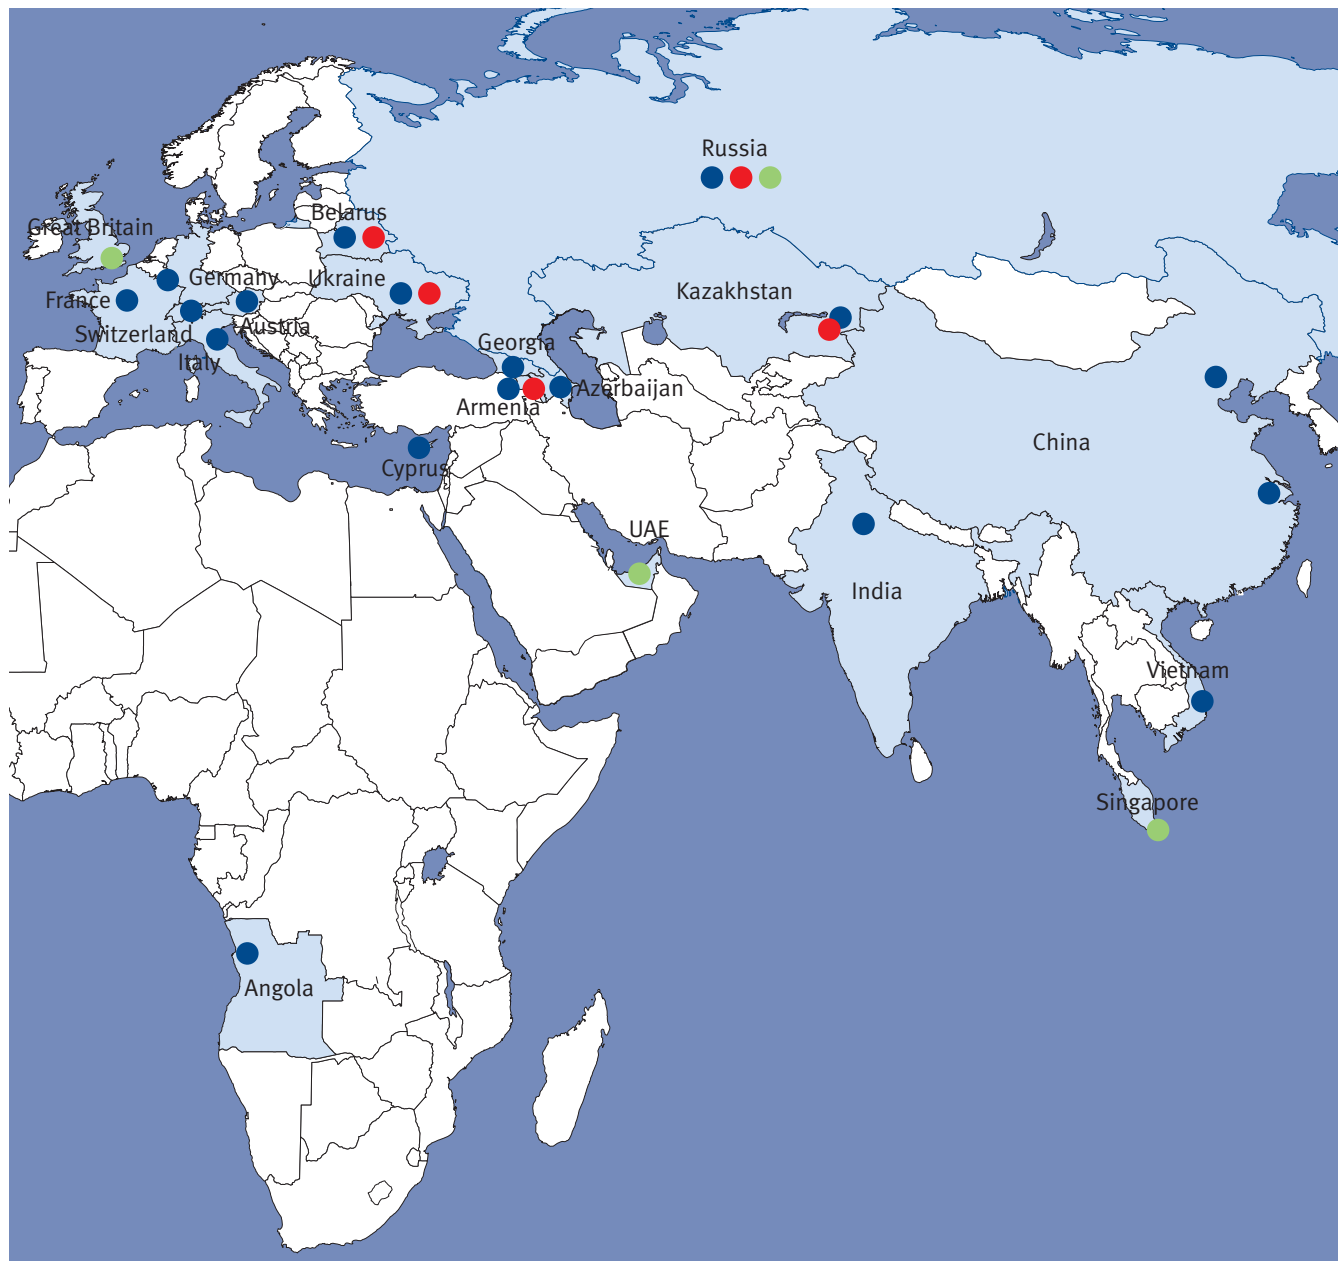 Russia
Belarus
Great Britain
Germany
Ukraine
Kazakhstan
France
Switzerland
Austria
Italy
Georgia
Azerbaijan
Armenia
China
Cyprus
UAE
India
Vietnam
Singapore
Angola